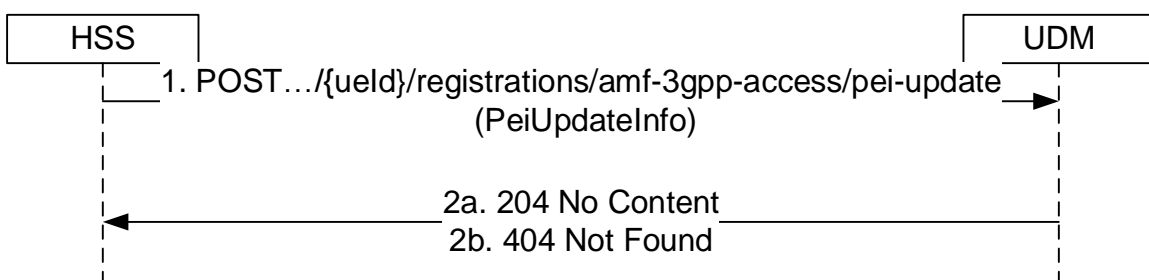 HSS
UDM
1. POST…/{ueId}/registrations/amf-3gpp-access/pei-update
(PeiUpdateInfo)
2a. 204 No Content
2b. 404 Not Found